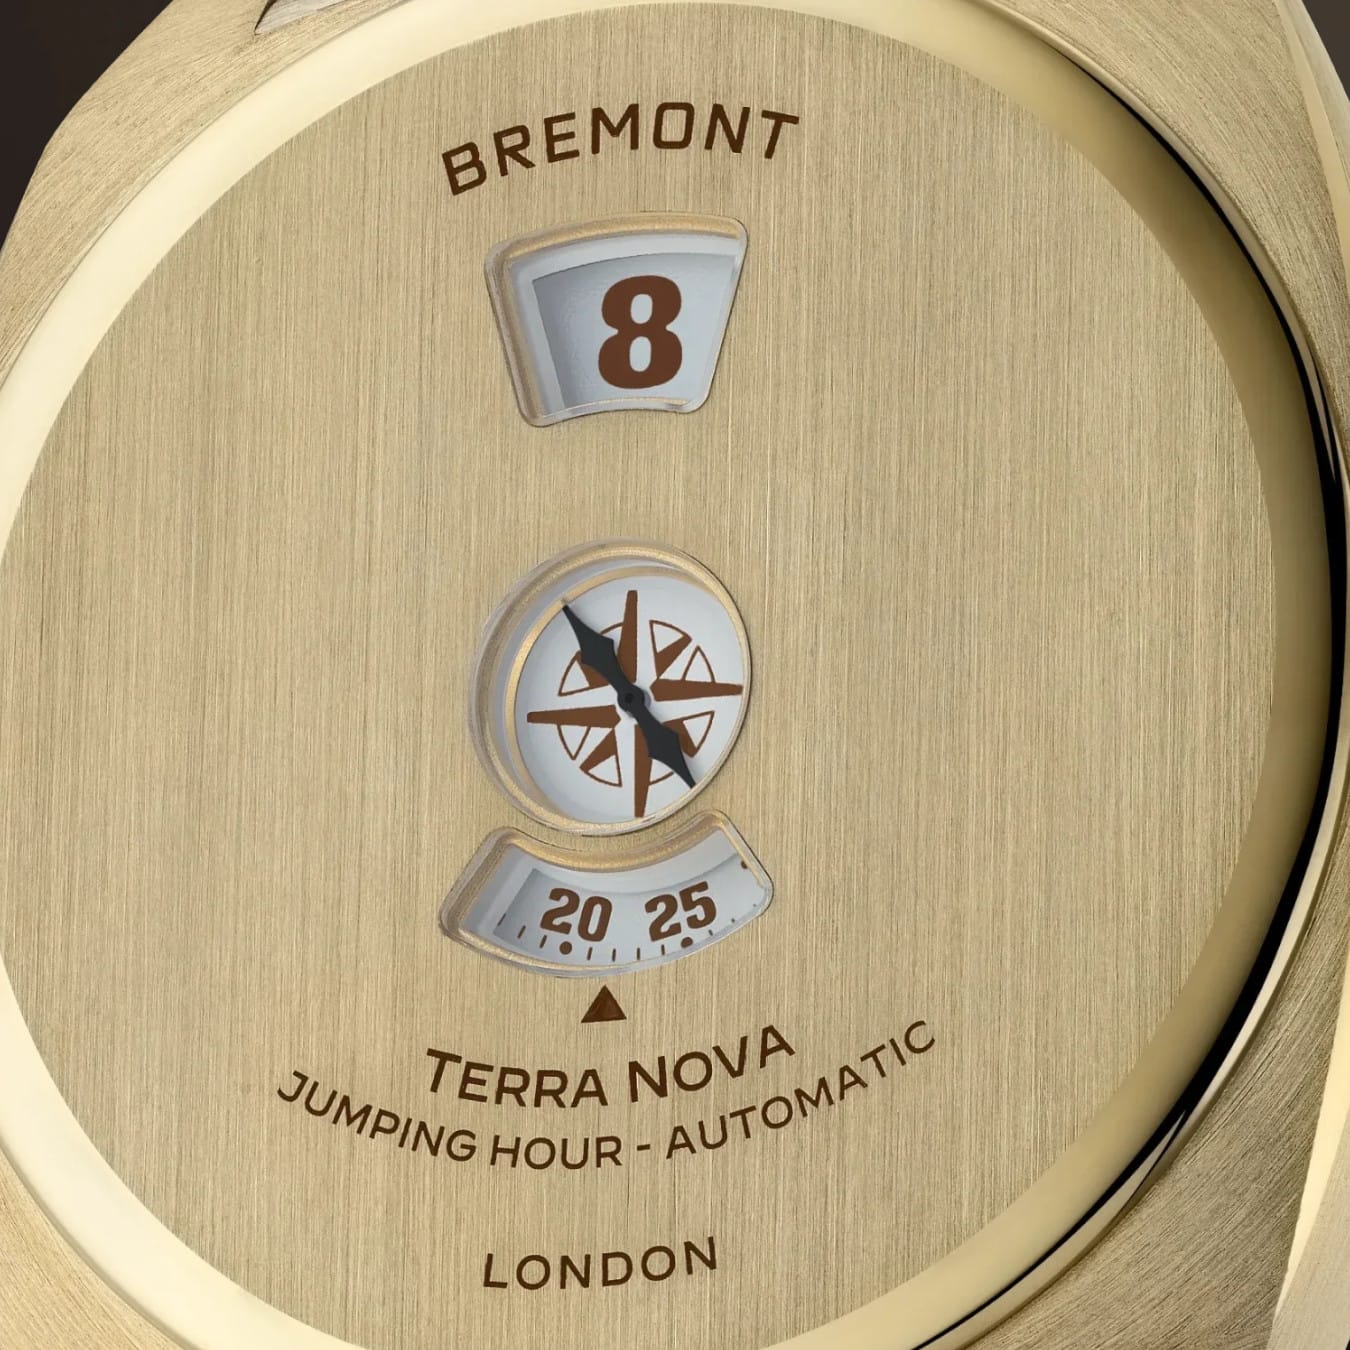 BREMONT
8
20 25
TERRA NOVA
JUMPING HOUR - AUTOMATIC
LONDON